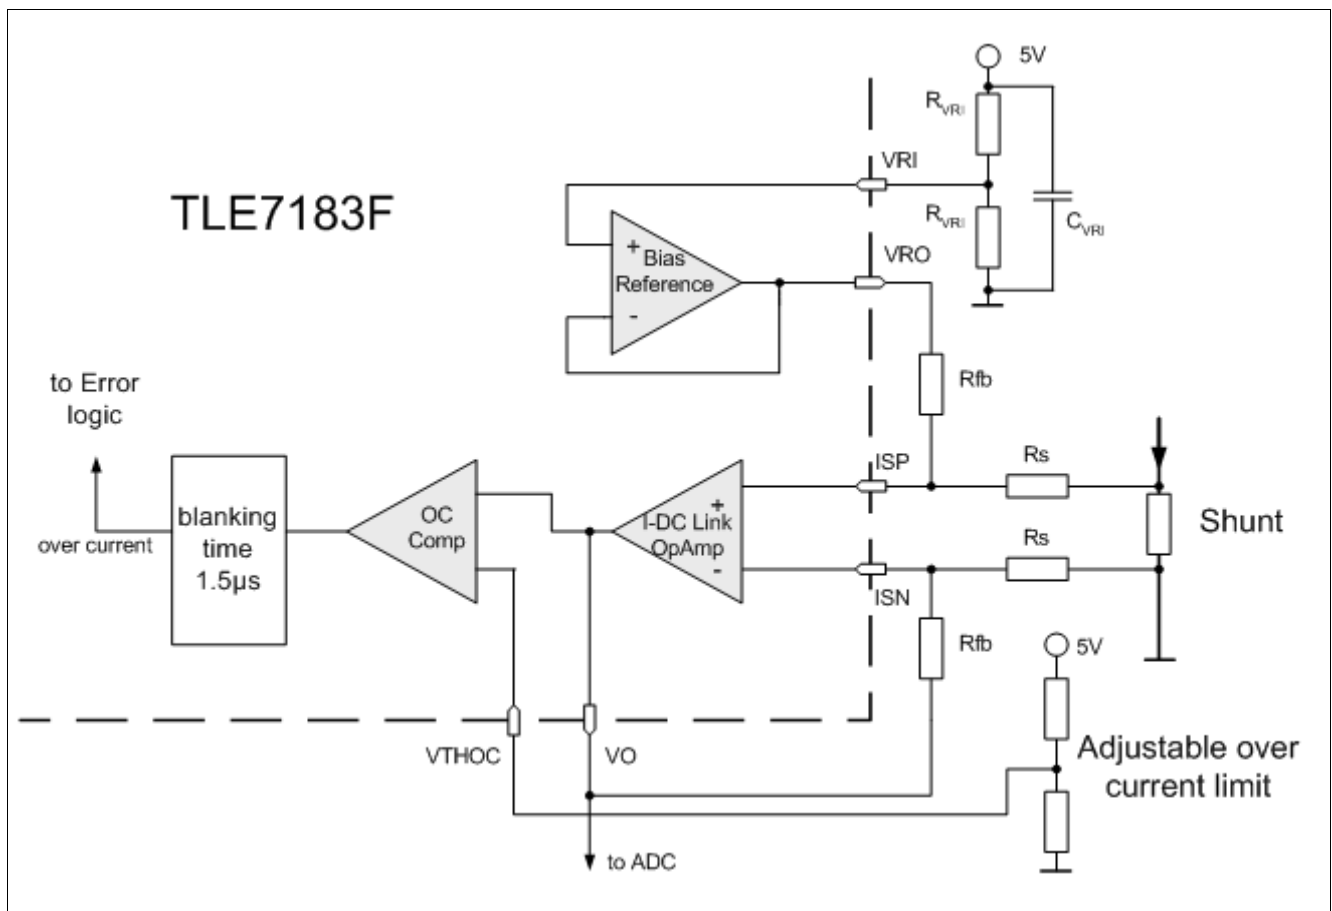 5V
RVRI
VRI
TLE7183F
RVRI
CVRI
VRO
+
Bias
Reference
-
to Error
logic
Rfb
ISP
Rs
blanking
time
1.5µs
over current
OC
Comp
+
I-DC Link
OpAmp
-
Shunt
Rs
ISN
Rfb
5V
VTHOC
VO
Adjustable over
current limit
to ADC